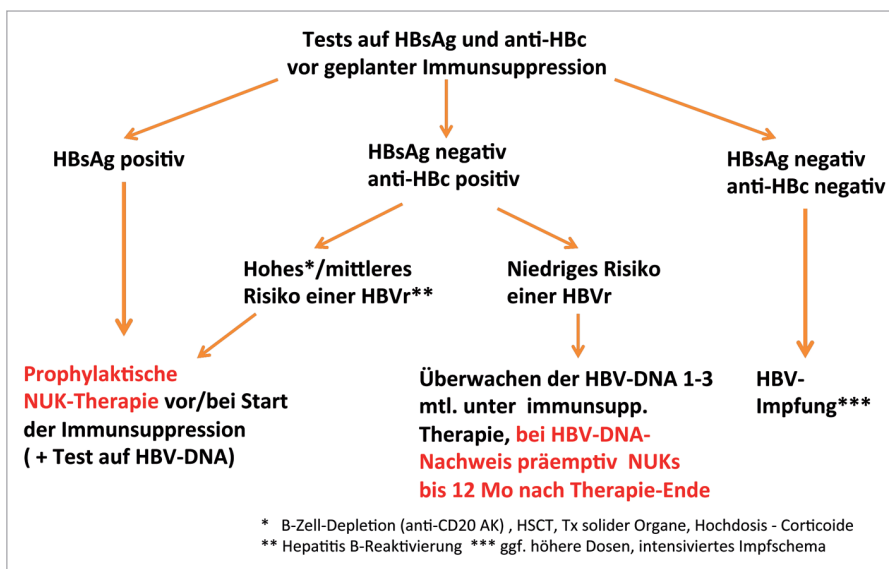 Tests auf HBsAg und anti-HBc
vor geplanter Immunsuppression
HBsAg positiv
HBsAg negativ
anti-HBc positiv
HBsAg negativ
anti-HBc negativ
Hohes*/mittleres
Risiko einer HBVr**
Niedriges Risiko
einer HBVr
Prophylaktische
NUK-Therapie vor/bei Start
der Immunsuppression
( + Test auf HBV-DNA)
Überwachen der HBV-DNA 1-3
mtl. unter immunsupp.
Therapie, bei HBV-DNA-
Nachweis präemptiv NUKs
bis 12 Mo nach Therapie-Ende
HBV-
Impfung***
* B-Zell-Depletion (anti-CD20 AK) , HSCT, Tx solider Organe, Hochdosis - Corticoide
** Hepatitis B-Reaktivierung *** ggf. höhere Dosen, intensiviertes Impfschema